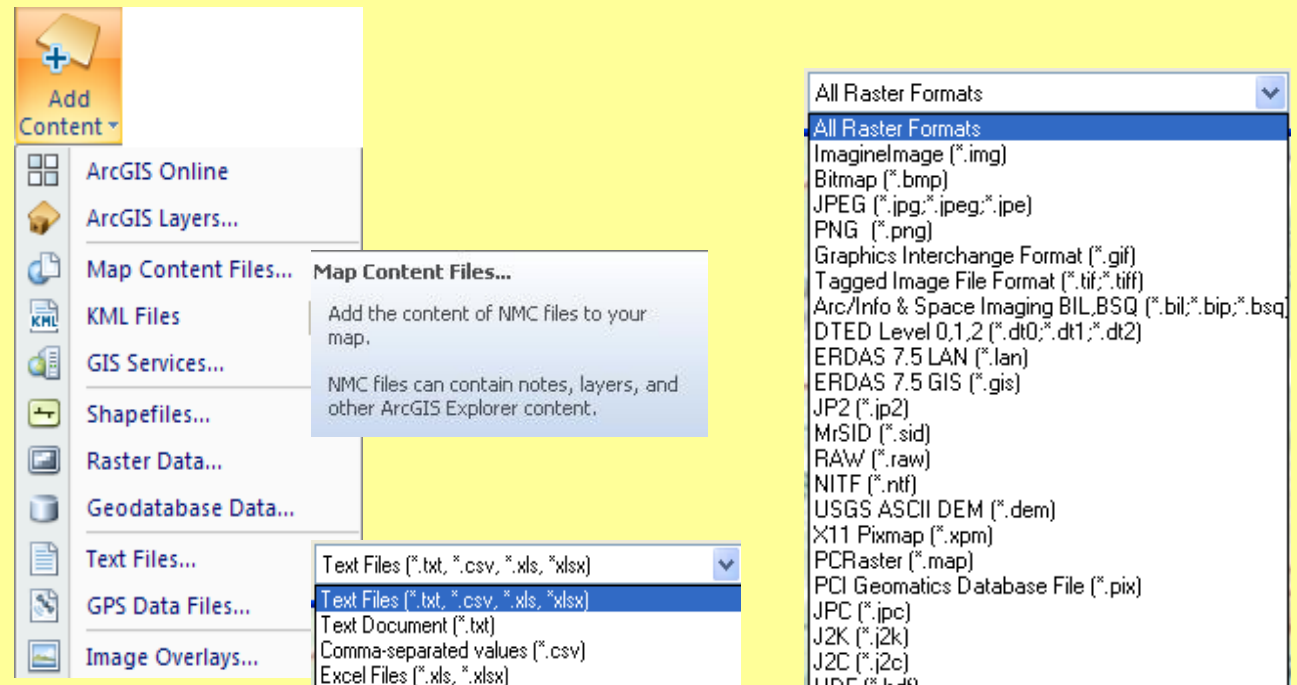 Add
Content
ArcGIS Online
ArcGIS Layers...
Map Content Files...
KML
KML Files
GIS Services...
Shapefiles...
Raster Data...
Geodatabase Data...
Text Files...
GPS Data Files...
Image Overlays...
Map Content Files...
Add the content of NMC files to your
map.
NMC files can contain notes, layers, and
other ArcGIS Explorer content.
Text Files (*.txt, *.csv, *.xls, *xlsx)
Text Files (*.txt, *.csv, *.xls, *xlsx)
Text Document (*.txt)
Comma-separated values (*.csv)
Excel Files (*.xls, *.xlsx)
All Raster Formats
All Raster Formats
ImagineImage (*.img)
Bitmap (*.bmp)
JPEG (*.jpg;*.jpeg;*.jpe)
PNG (*.png)
Graphics Interchange Format (*.gif)
Tagged Image File Format (*.tif;*.tiff)
Arc/Info & Space Imaging BIL,BSQ (*.bil;*.bip;*.bsq)
DTED Level 0,1,2 (*.dt0;*.dt1;*.dt2)
ERDAS 7.5 LAN (*.lan)
ERDAS 7.5 GIS (*.gis)
JP2 (*.jp2)
MrSID (*.sid)
RAW (*.raw)
NITF (*.ntf)
USGS ASCII DEM (*.dem)
X11 Pixmap (*.xpm)
PCRaster (*.map)
PCI Geomatics Database File (*.pix)
JPC (*.jpc)
J2K (*.j2k)
J2C (*.j2c)